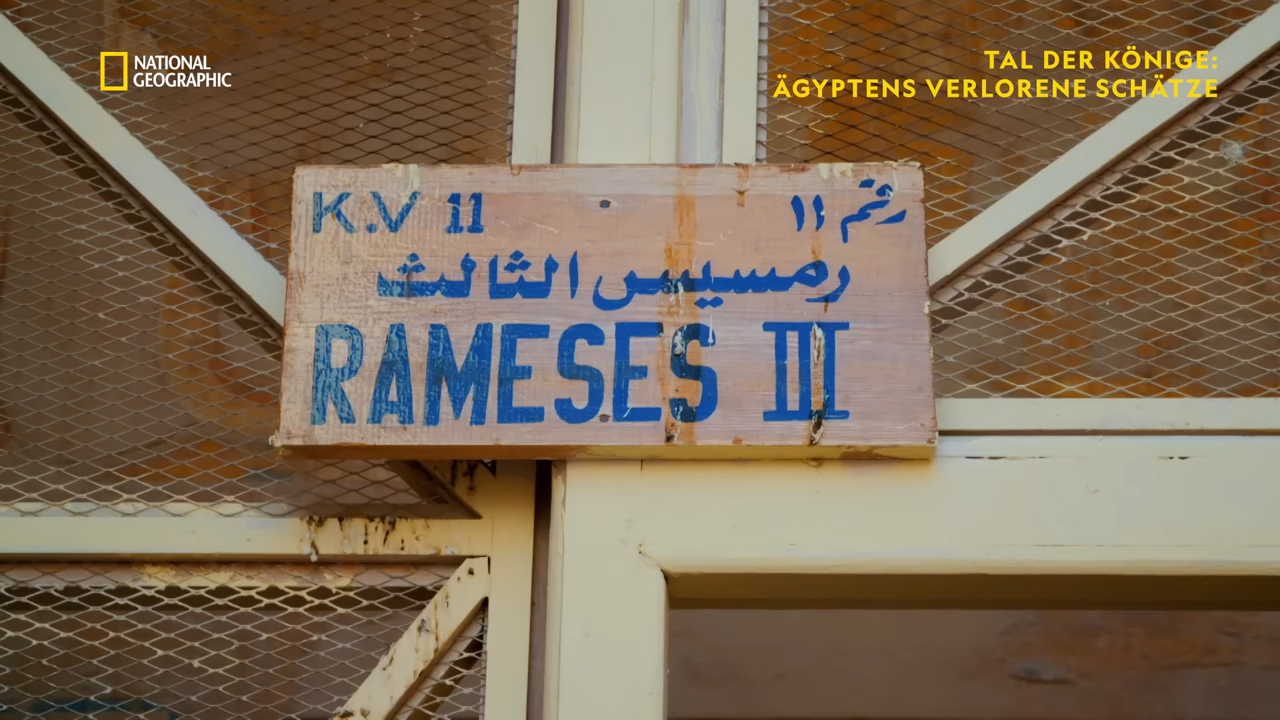 NATIONAL
GEOGRAPHIC
TAL DER KÖNIGE:
ÄGYPTENS VERLORENE SCHÄTZE
K.V 11
رقم ١١
رمسيس الثالث
RAMESES III